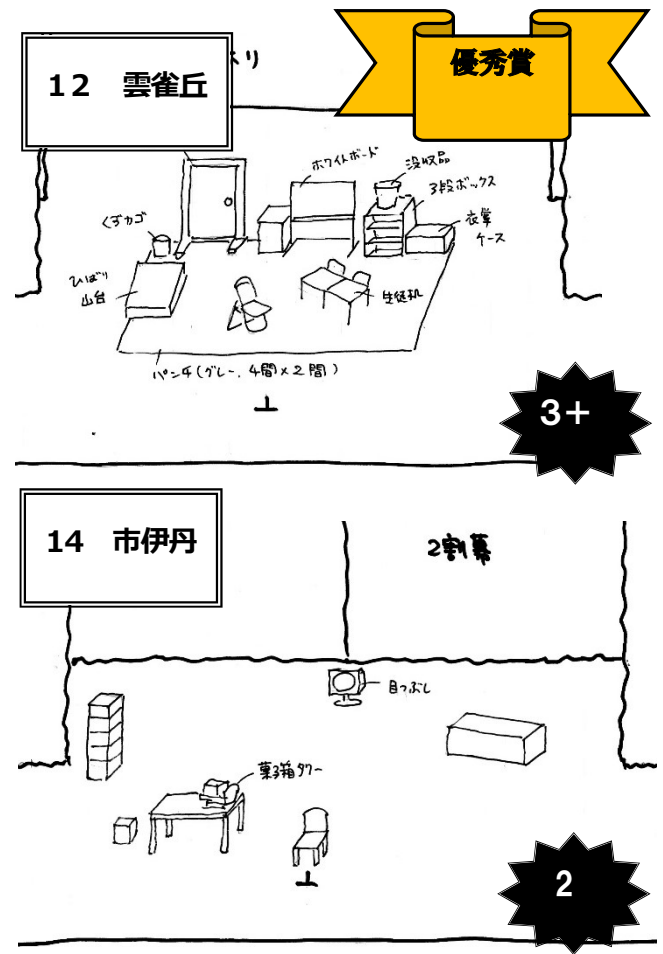 12　雲雀丘
優秀賞
ホワイトボード
没収品
3段ボックス
衣裳
ケース
くずカゴ
ひばり
山台
生徒机
パンチ(グレー、4間×2間)
3＋
14　市伊丹
2割幕
目つぶし
菓子箱タワー
2